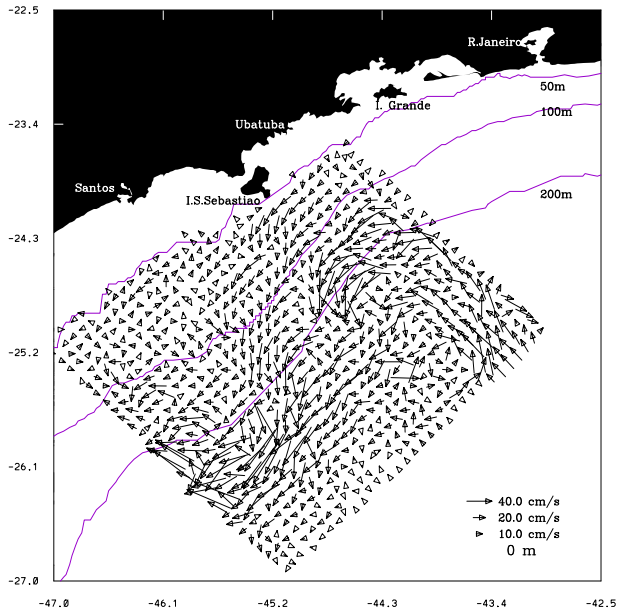 -22.5
R.Janeiro
50m
I. Grande
100m
-23.4
Ubatuba
Santos
200m
I.S.Sebastiao
-24.3
-25.2
-26.1
40.0 cm/s
20.0 cm/s
10.0 cm/s
0 m
-27.0
-47.0 -46.1 -45.2 -44.3 -43.4 -42.5